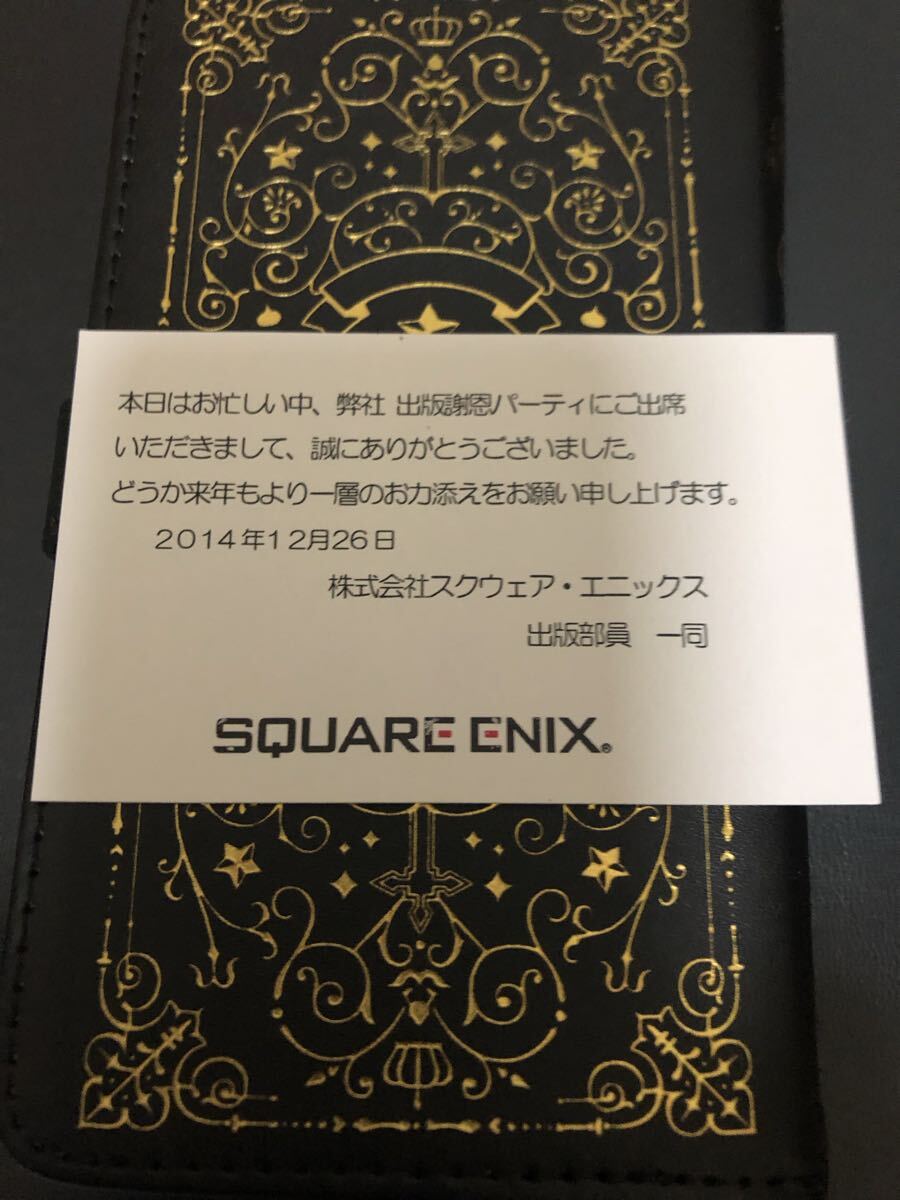 本日はお忙しい中、弊社 出版謝恩パーティにご出席
いただきまして、誠にありがとうございました。
どうか来年もより一層のお力添えをお願い申し上げます。
2014年12月26日
株式会社スクウェア・エニックス
出版部員　一同
SQUARE ENIX®